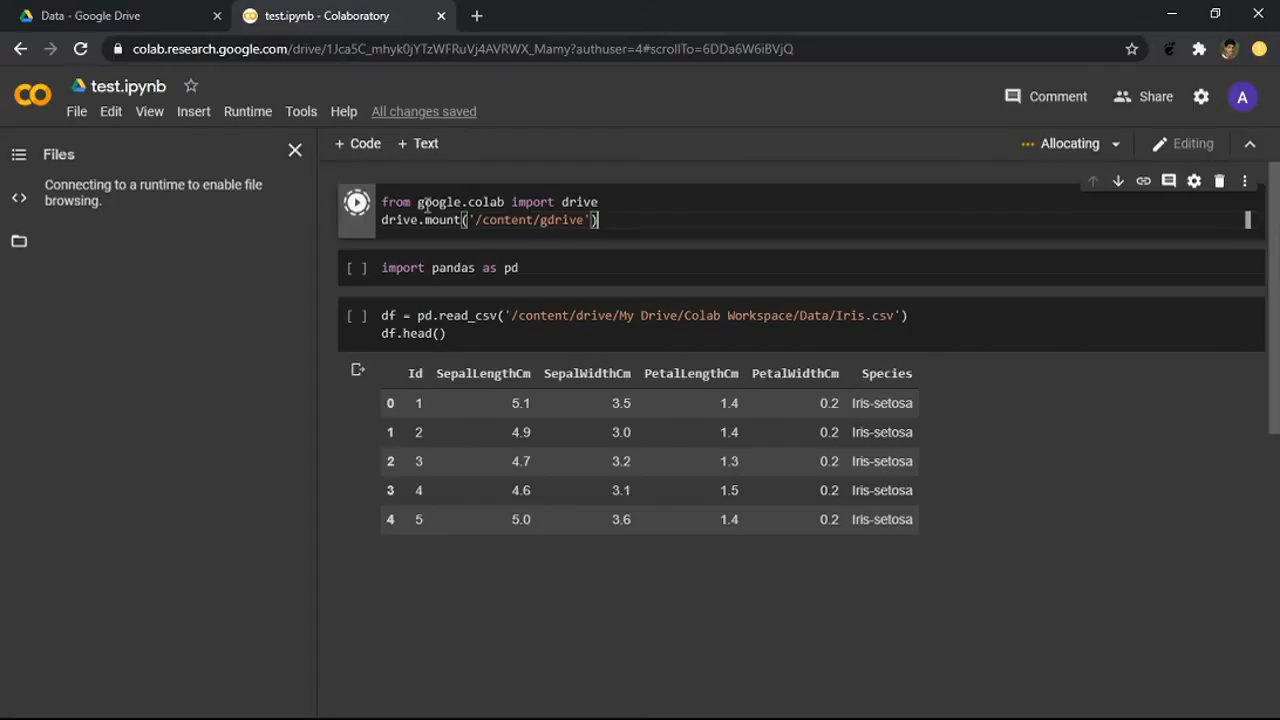 Data - Google Drive
test.ipynb - Colaboratory
colab.research.google.com/drive/1Jca5C_mhyk0jYTzWFRuVj4AVRWX_Mamy?authuser=4#scrollTo=6DDa6W6iBVjQ
test.ipynb
File Edit View Insert Runtime Tools Help All changes saved
Comment Share A
Files
+ Code + Text
Allocating
Editing
Connecting to a runtime to enable file
browsing.
from google.colab import drive
drive.mount('/content/gdrive')
[ ] import pandas as pd
[ ] df = pd.read_csv('/content/drive/My Drive/Colab Workspace/Data/Iris.csv')
df.head()
Id SepalLengthCm SepalWidthCm PetalLengthCm PetalWidthCm Species
0 1 5.1 3.5 1.4 0.2 Iris-setosa
1 2 4.9 3.0 1.4 0.2 Iris-setosa
2 3 4.7 3.2 1.3 0.2 Iris-setosa
3 4 4.6 3.1 1.5 0.2 Iris-setosa
4 5 5.0 3.6 1.4 0.2 Iris-setosa